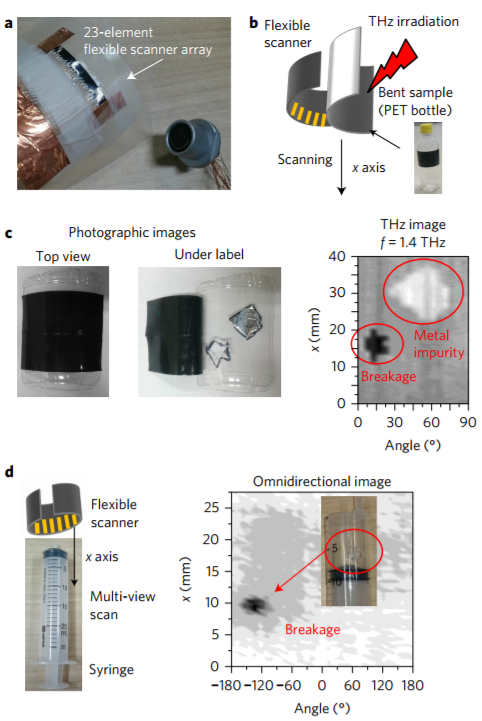 a
23-element
flexible scanner array
b
Flexible
scanner
THz irradiation
Bent sample
(PET bottle)
Scanning
x axis
c
Photographic images
Top view
Under label
THz image
f = 1.4 THz
x (mm)
40
30
20
10
0
Metal
impurity
Breakage
0 30 60 90
Angle (°)
d
Flexible
scanner
x axis
Multi-view
scan
Syringe
Omnidirectional image
x (mm)
25
20
15
10
5
0
5
10
Breakage
−180 −120 −60 0 60 120 180
Angle (°)